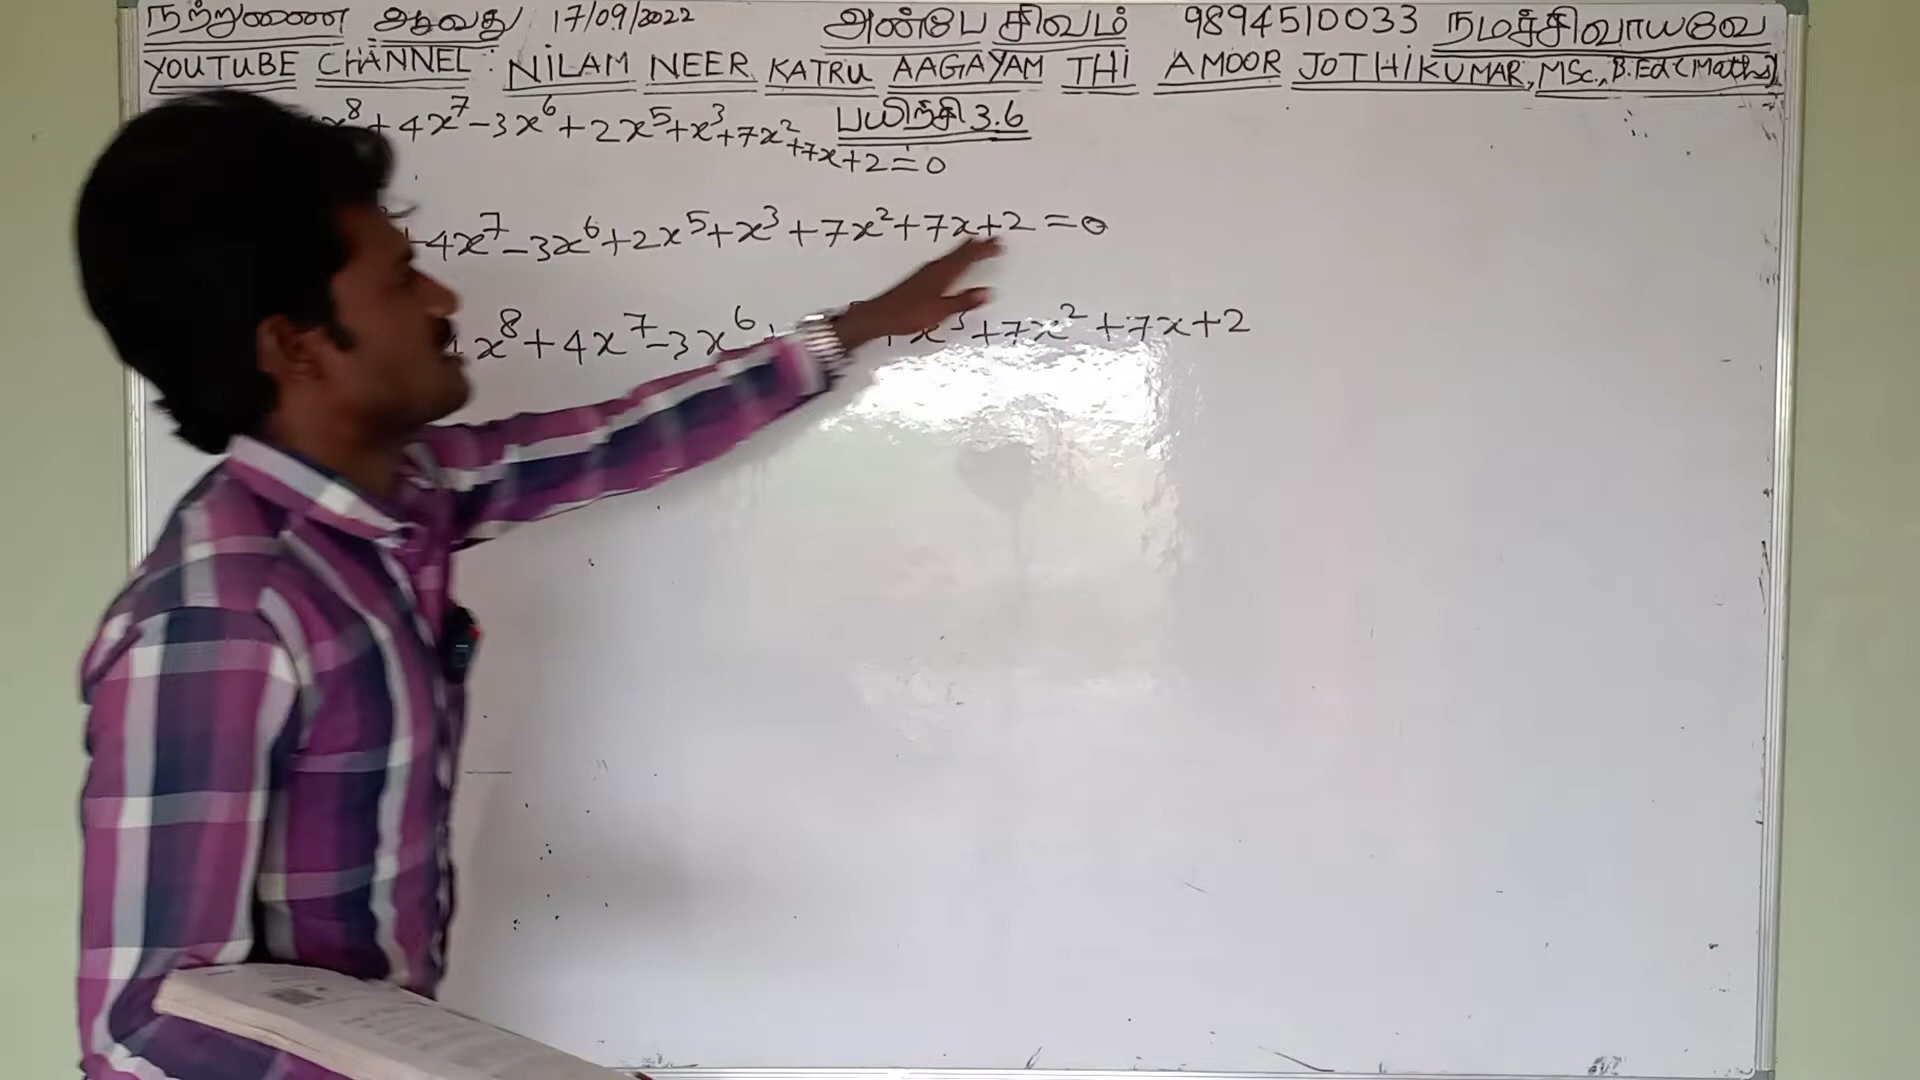 நற்றுணை ஆவது 17/09/2022 அன்பே சிவம் 9894510033 நமச்சிவாயவே
YOUTUBE CHANNEL: NILAM NEER KATRU AAGAYAM THI AMOOR JOTHIKUMAR, MSc., B.Ed (Maths)
x⁸+4x⁷-3x⁶+2x⁵+x³+7x²+7x+2=0 பயிற்சி 3.6
+4x⁷-3x⁶+2x⁵+x³+7x²+7x+2=0
x⁸+4x⁷-3x⁶+ x³+7x²+7x+2